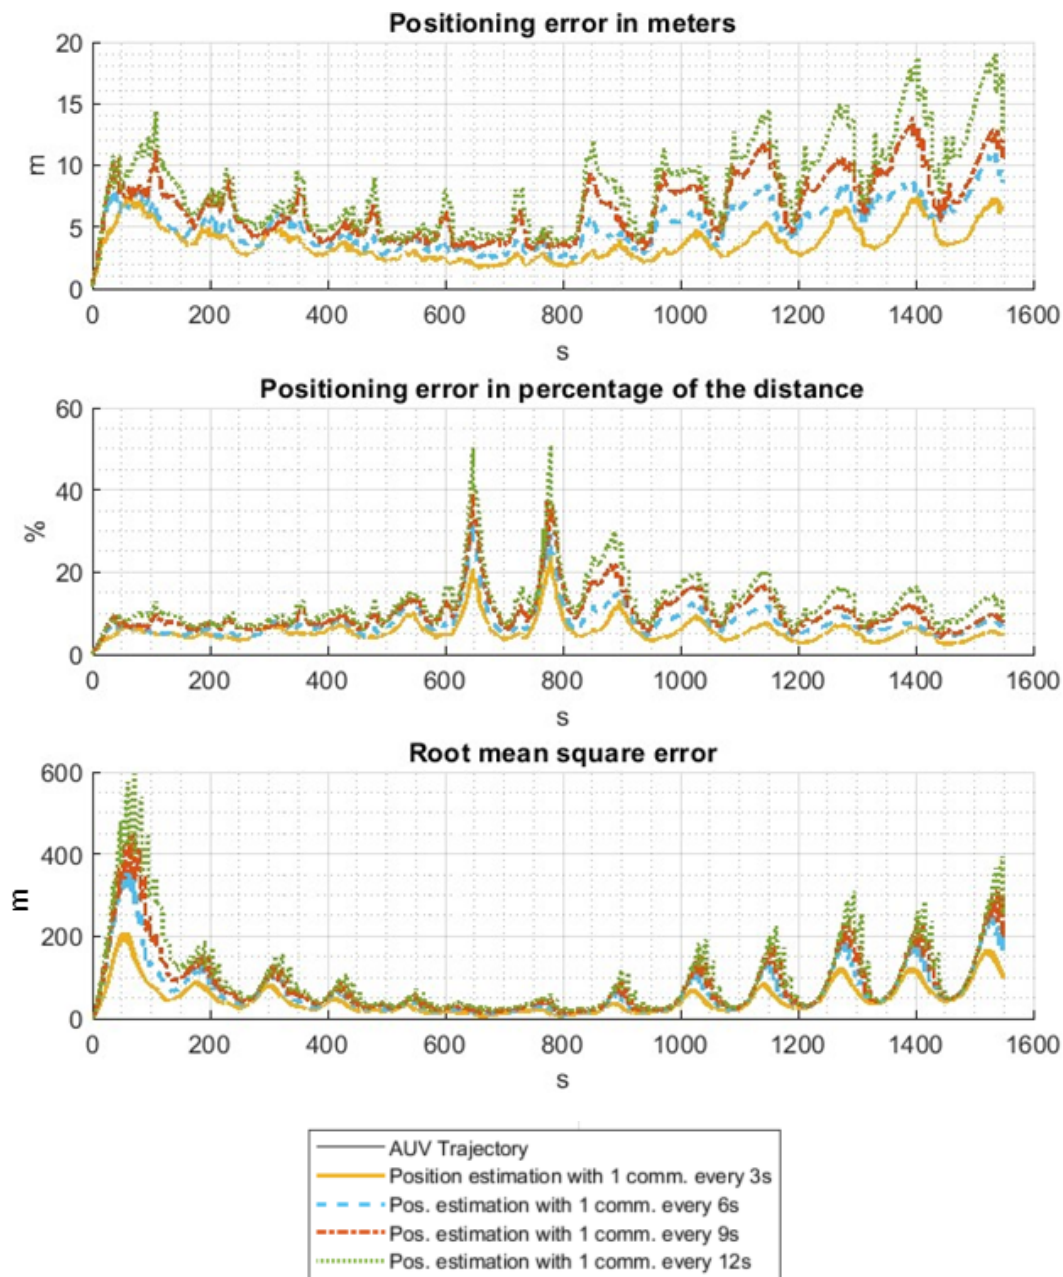 Positioning error in meters
20
15
10
5
0
m
0 200 400 600 800 1000 1200 1400 1600
s
Positioning error in percentage of the distance
60
40
20
0
%
0 200 400 600 800 1000 1200 1400 1600
s
Root mean square error
600
400
200
0
m
0 200 400 600 800 1000 1200 1400 1600
s
AUV Trajectory
Position estimation with 1 comm. every 3s
Pos. estimation with 1 comm. every 6s
Pos. estimation with 1 comm. every 9s
Pos. estimation with 1 comm. every 12s